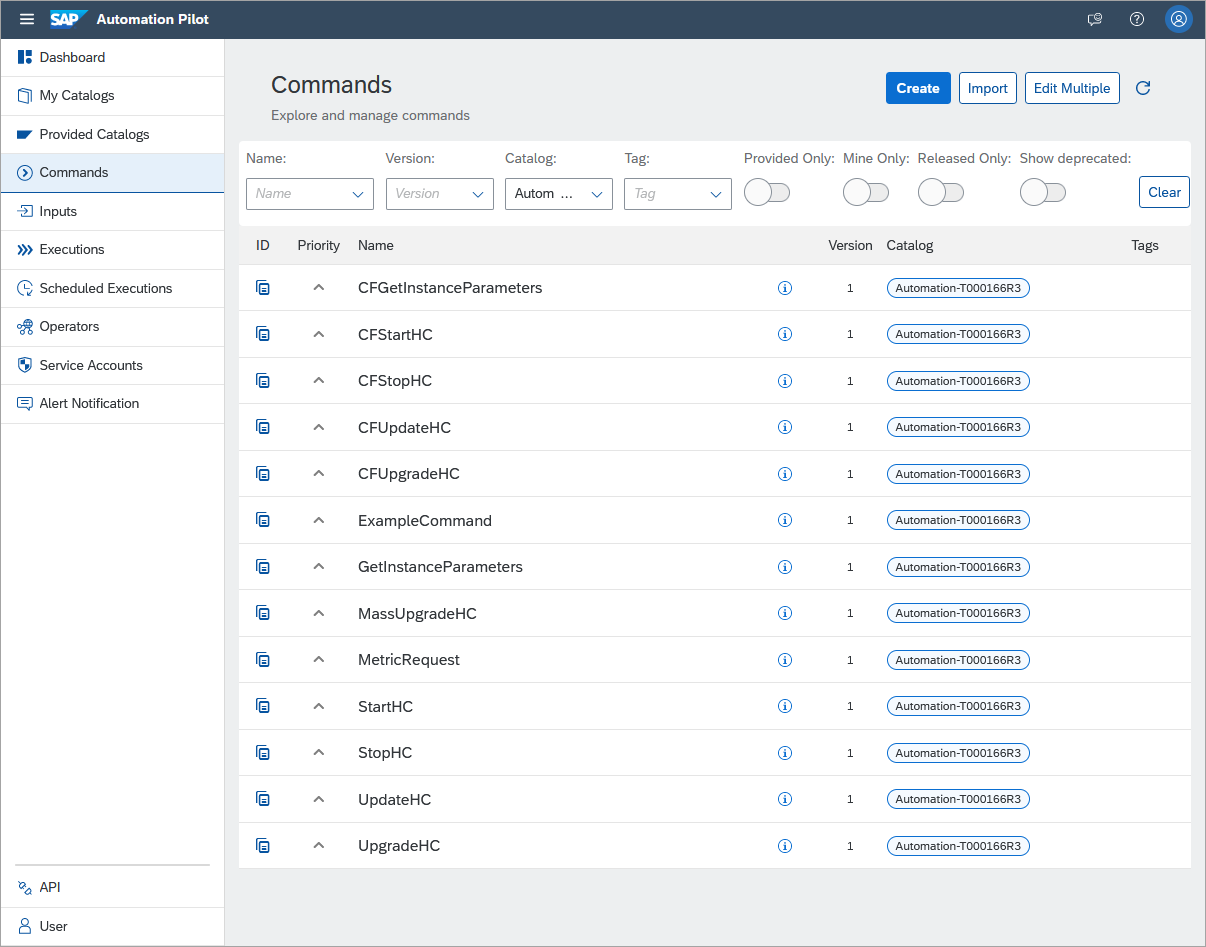 SAP Automation Pilot
Dashboard
My Catalogs
Provided Catalogs
Commands
Inputs
Executions
Scheduled Executions
Operators
Service Accounts
Alert Notification
API
User
Commands
Explore and manage commands
Create Import Edit Multiple
Name: Version: Catalog: Tag: Provided Only: Mine Only: Released Only: Show deprecated:
Name Version Autom ... Tag Clear
ID Priority Name Version Catalog Tags
CFGetInstanceParameters 1 Automation-T000166R3
CFStartHC 1 Automation-T000166R3
CFStopHC 1 Automation-T000166R3
CFUpdateHC 1 Automation-T000166R3
CFUpgradeHC 1 Automation-T000166R3
ExampleCommand 1 Automation-T000166R3
GetInstanceParameters 1 Automation-T000166R3
MassUpgradeHC 1 Automation-T000166R3
MetricRequest 1 Automation-T000166R3
StartHC 1 Automation-T000166R3
StopHC 1 Automation-T000166R3
UpdateHC 1 Automation-T000166R3
UpgradeHC 1 Automation-T000166R3